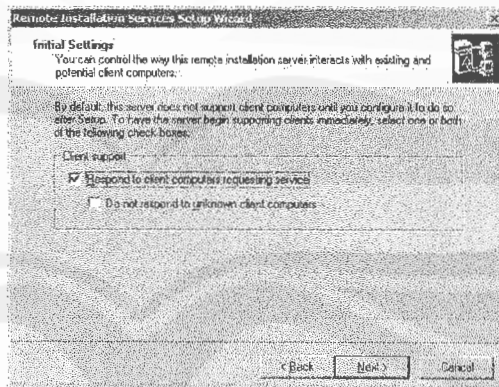 Remote Installation Services Setup Wizard
Initial Settings
You can control the way this remote installation server interacts with existing and
potential client computers.
By default, this server does not support client computers until you configure it to do so
after Setup. To have the server begin supporting clients immediately, select one or both
of the following check boxes.
Client support
Respond to client computers requesting service
Do not respond to unknown client computers
< Back
Next >
Cancel